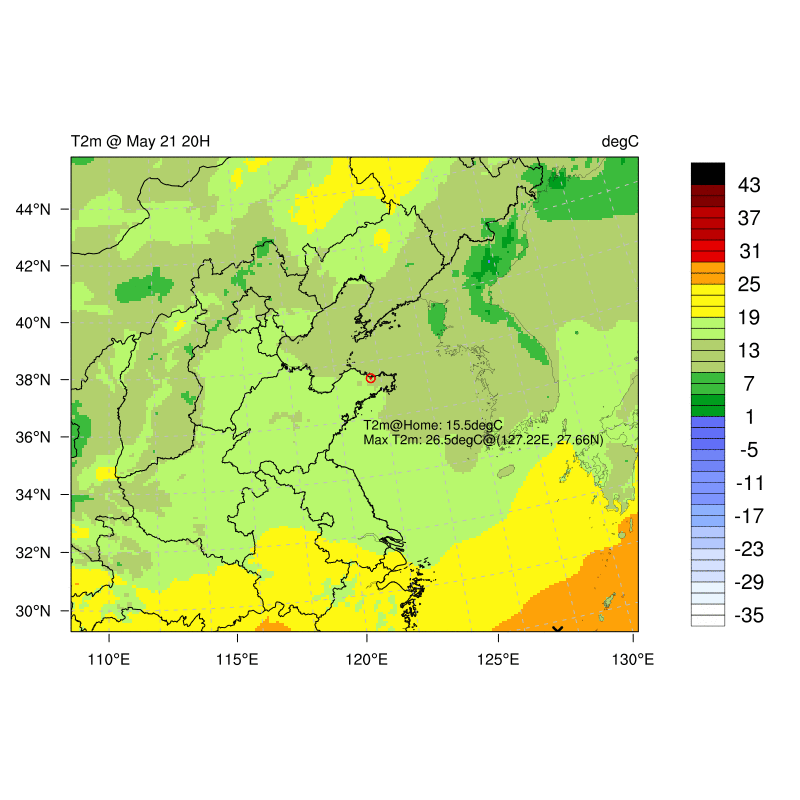 T2m @ May 21 20H degC
43
44°N
37
31
42°N
25
40°N
19
13
38°N
7
T2m@Home: 15.5degC
1
36°N
Max T2m: 26.5degC@(127.22E, 27.66N)
-5
-11
34°N
-17
32°N
-23
-29
30°N
-35
110°E 115°E 120°E 125°E 130°E